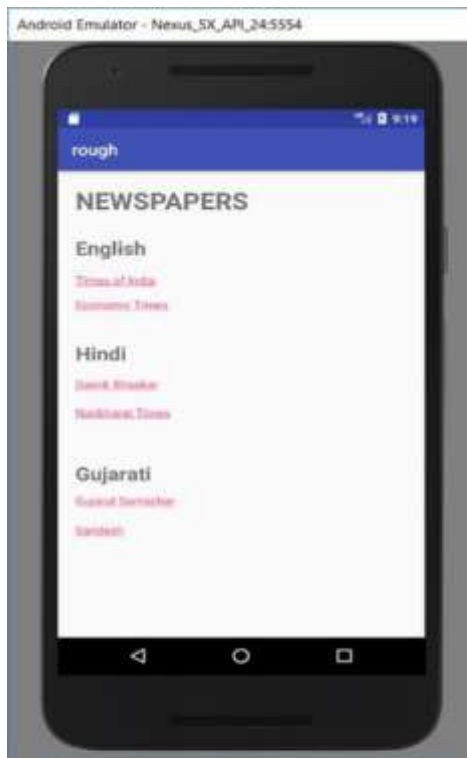 Android Emulator - Nexus_5X_API_24:5554
9:19
rough
NEWSPAPERS
English
Times of India
Economic Times
Hindi
Dainik Bhaskar
Navbharat Times
Gujarati
Gujarat Samachar
Sandesh